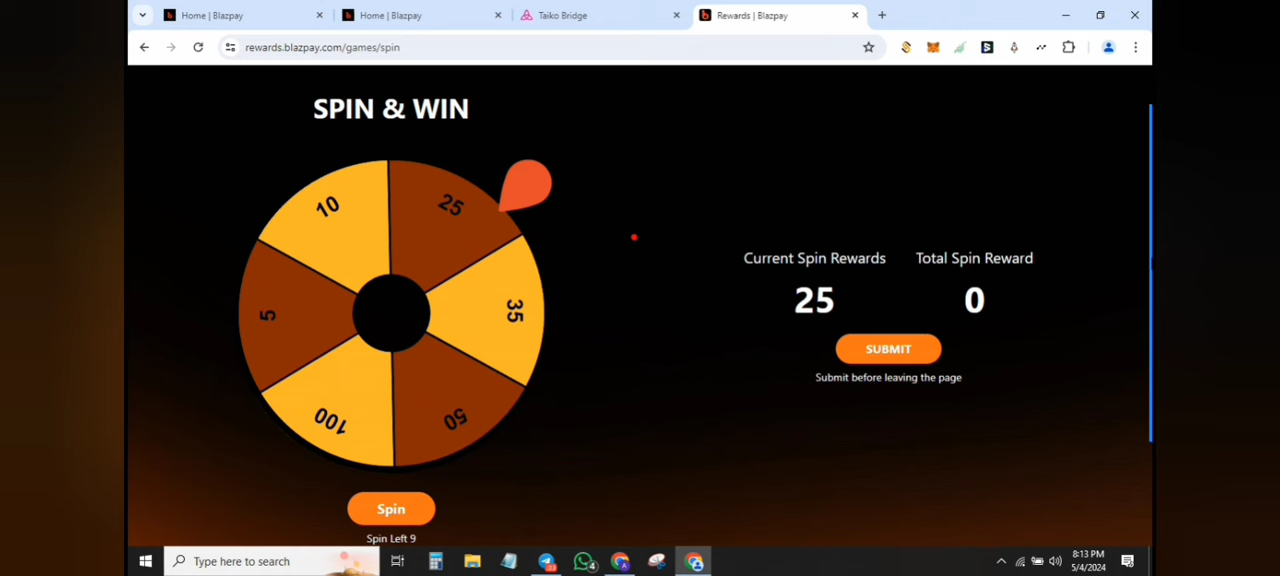 Home | Blazpay
Home | Blazpay
Taiko Bridge
Rewards | Blazpay
rewards.blazpay.com/games/spin
SPIN & WIN
10
25
5
35
100
50
Current Spin Rewards
Total Spin Reward
25
0
SUBMIT
Submit before leaving the page
Spin
Spin Left 9
Type here to search
4
8:13 PM
5/4/2024